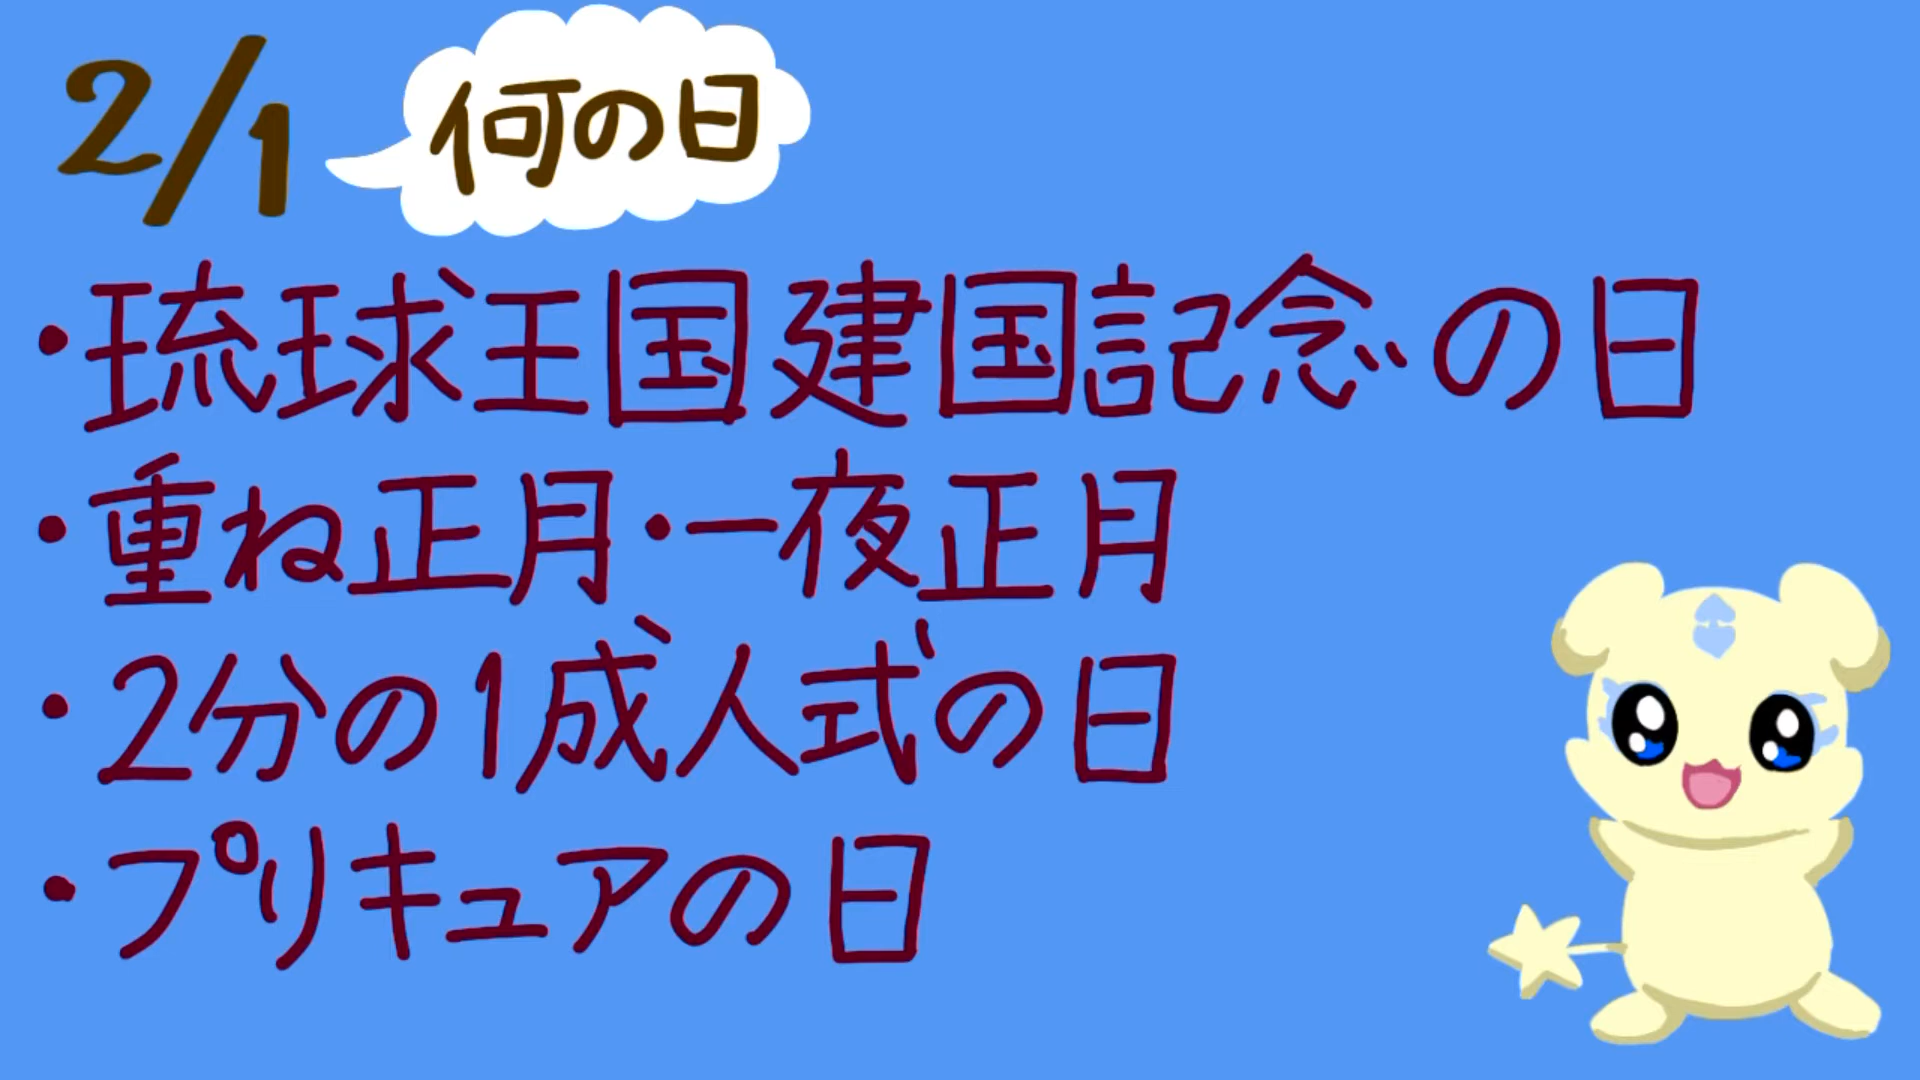 2/1 何の日
・琉球王国建国記念の日
・重ね正月・一夜正月
・2分の1成人式の日
・プリキュアの日